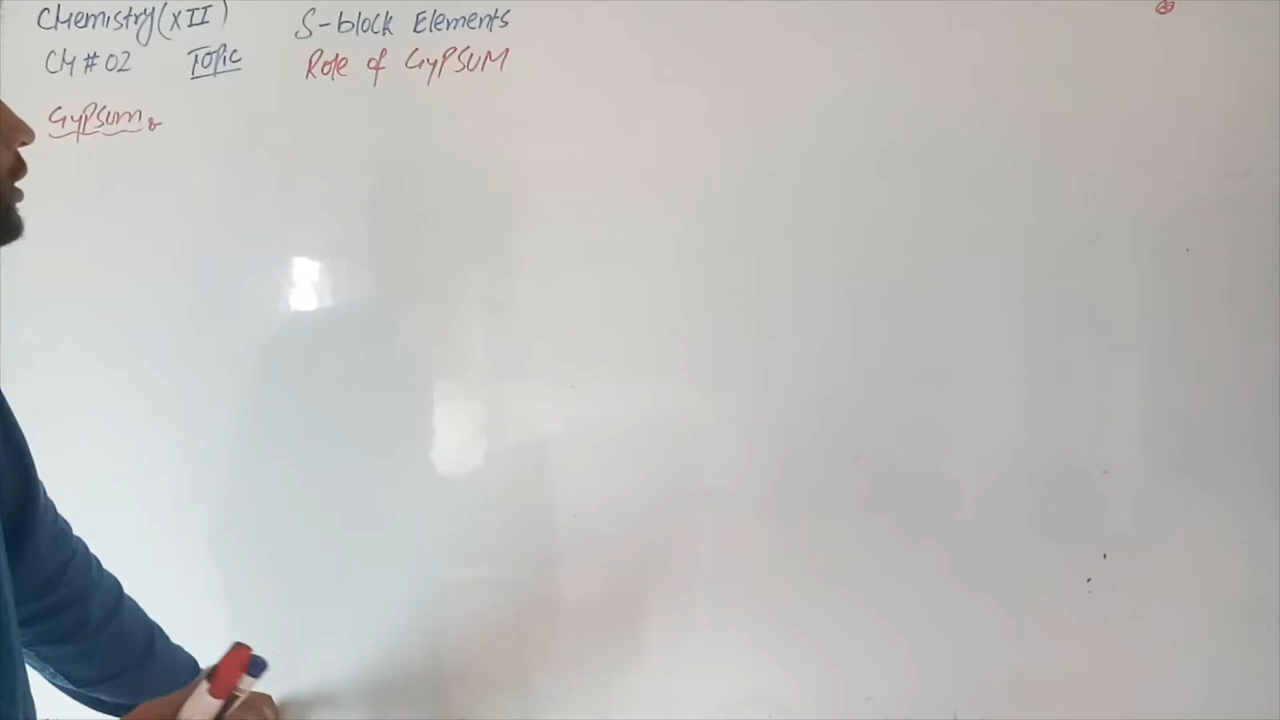 Chemistry(XII) S-block Elements
CH # 02 Topic Role of GYPSUM
Gypsum: